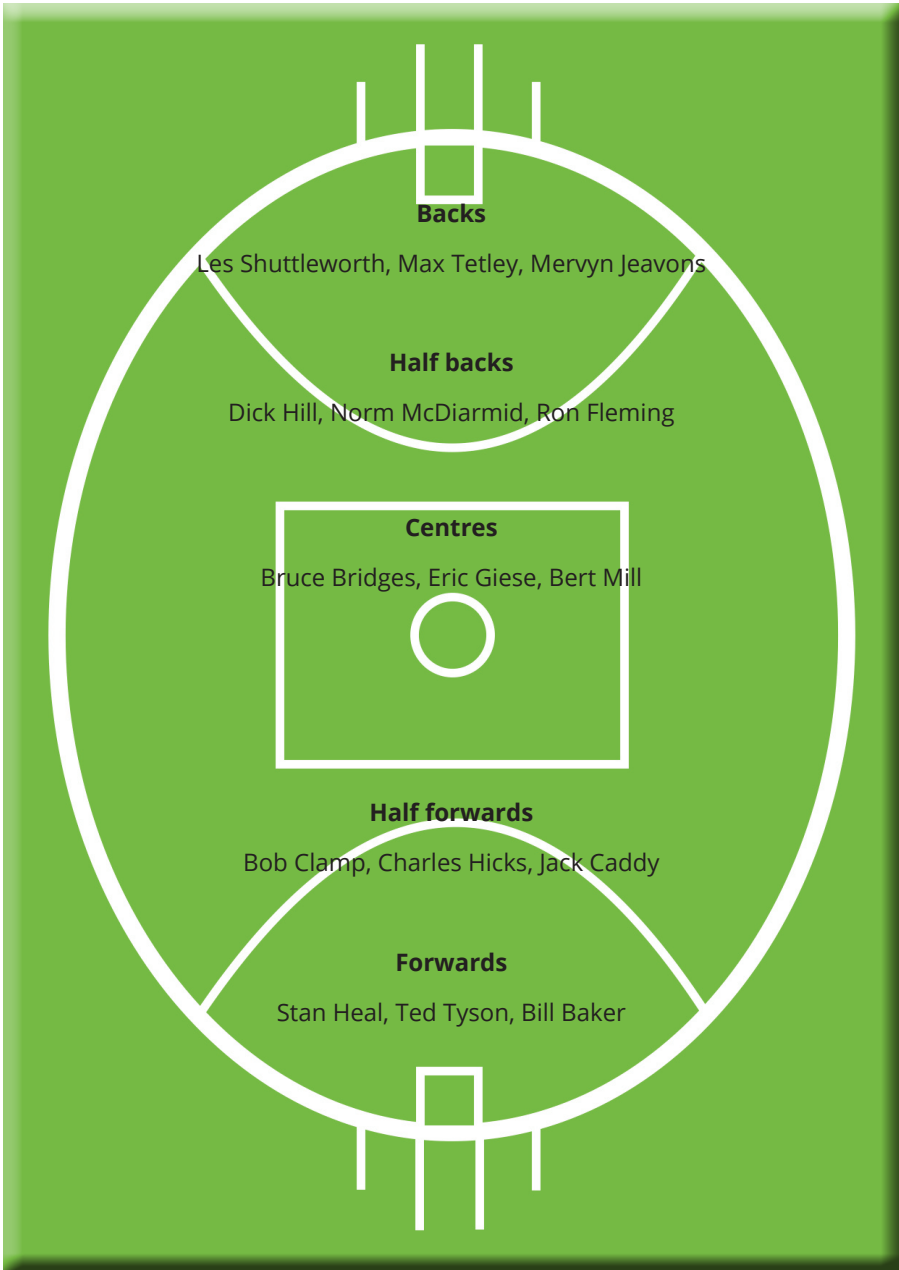 Backs
Les Shuttleworth, Max Tetley, Mervyn Jeavons
Half backs
Dick Hill, Norm McDiarmid, Ron Fleming
Centres
Bruce Bridges, Eric Giese, Bert Mill
Half forwards
Bob Clamp, Charles Hicks, Jack Caddy
Forwards
Stan Heal, Ted Tyson, Bill Baker